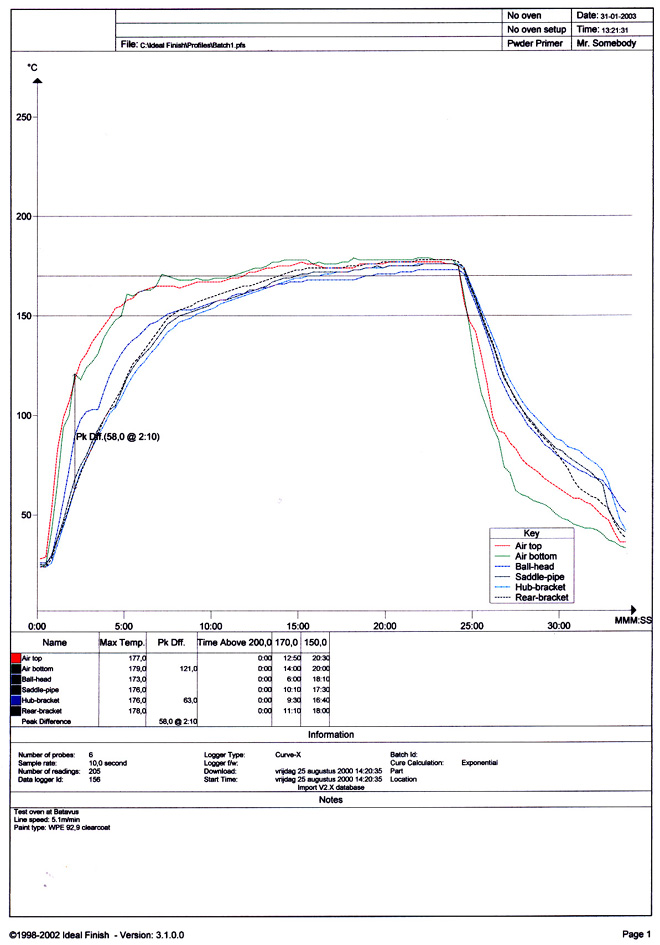 No oven Date: 31-01-2003
No oven setup Time: 13:21:31
File: C:\Ideal Finish\Profiles\Batch1.pfs Pwder Primer Mr. Somebody
°C
250
200
150
100
Pk Diff.(58,0 @ 2:10)
50
Key
Air top
Air bottom
Ball-head
Saddle-pipe
Hub-bracket
Rear-bracket
0:00 5:00 10:00 15:00 20:00 25:00 30:00 MMM:SS
Name Max Temp. Pk Dff. Time Above 200,0 170,0 150,0
Air top 177,0 0:00 12:50 20:30
Air bottom 179,0 121,0 0:00 14:00 20:00
Ball-head 173,0 0:00 6:00 18:10
Saddle-pipe 176,0 0:00 10:10 17:30
Hub-bracket 176,0 63,0 0:00 9:30 16:40
Rear-bracket 178,0 0:00 11:10 18:00
Peak Difference 58,0 @ 2:10
Information
Number of probes: 6 Logger Type: Curve-X Batch Id:
Sample rate: 10,0 second Logger f/w: Cure Calculation: Exponential
Number of readings: 205 Download: vrijdag 25 augustus 2000 14:20:35 Part
Data logger Id: 156 Start Time: vrijdag 25 augustus 2000 14:20:35 Location
Import V2.X database
Notes
Test oven at Batavus
Line speed: 5.1m/min
Paint type: WPE 92,9 clearcoat
©1998-2002 Ideal Finish - Version: 3.1.0.0 Page 1